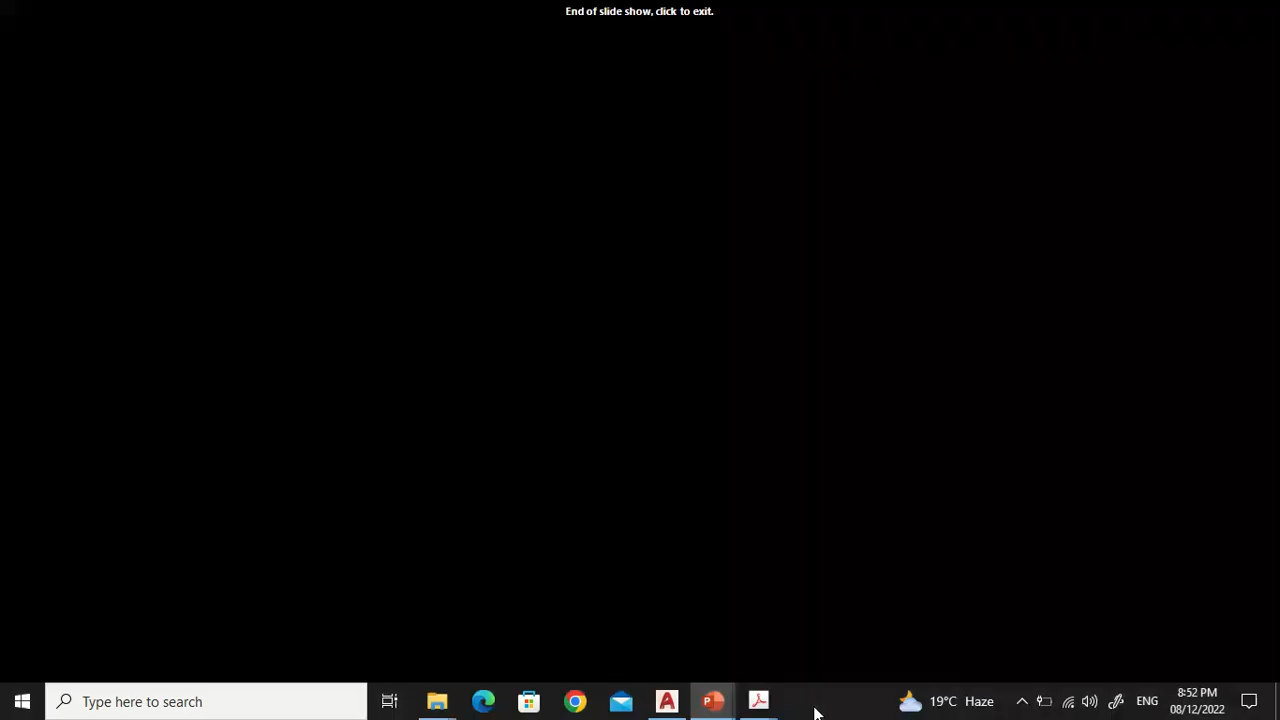 End of slide show, click to exit.
Type here to search
A
P
19°C Haze
ENG
8:52 PM
08/12/2022